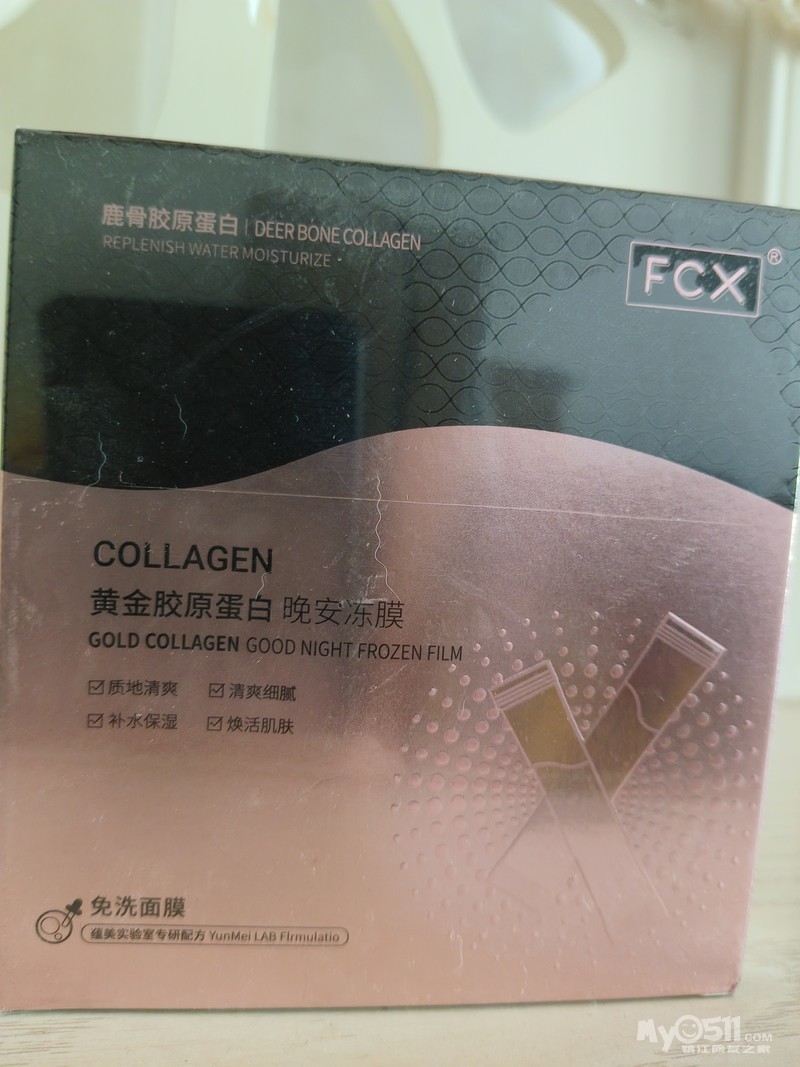 鹿骨胶原蛋白 | DEER BONE COLLAGEN
REPLENISH WATER MOISTURIZE
FCX®
COLLAGEN
黄金胶原蛋白 晚安冻膜
GOLD COLLAGEN GOOD NIGHT FROZEN FILM
☑质地清爽 ☑清爽细腻
☑补水保湿 ☑焕活肌肤
免洗面膜
蕴美实验室专研配方 YunMei LAB FIrmulatio
My0511.COM
镇江网友之家